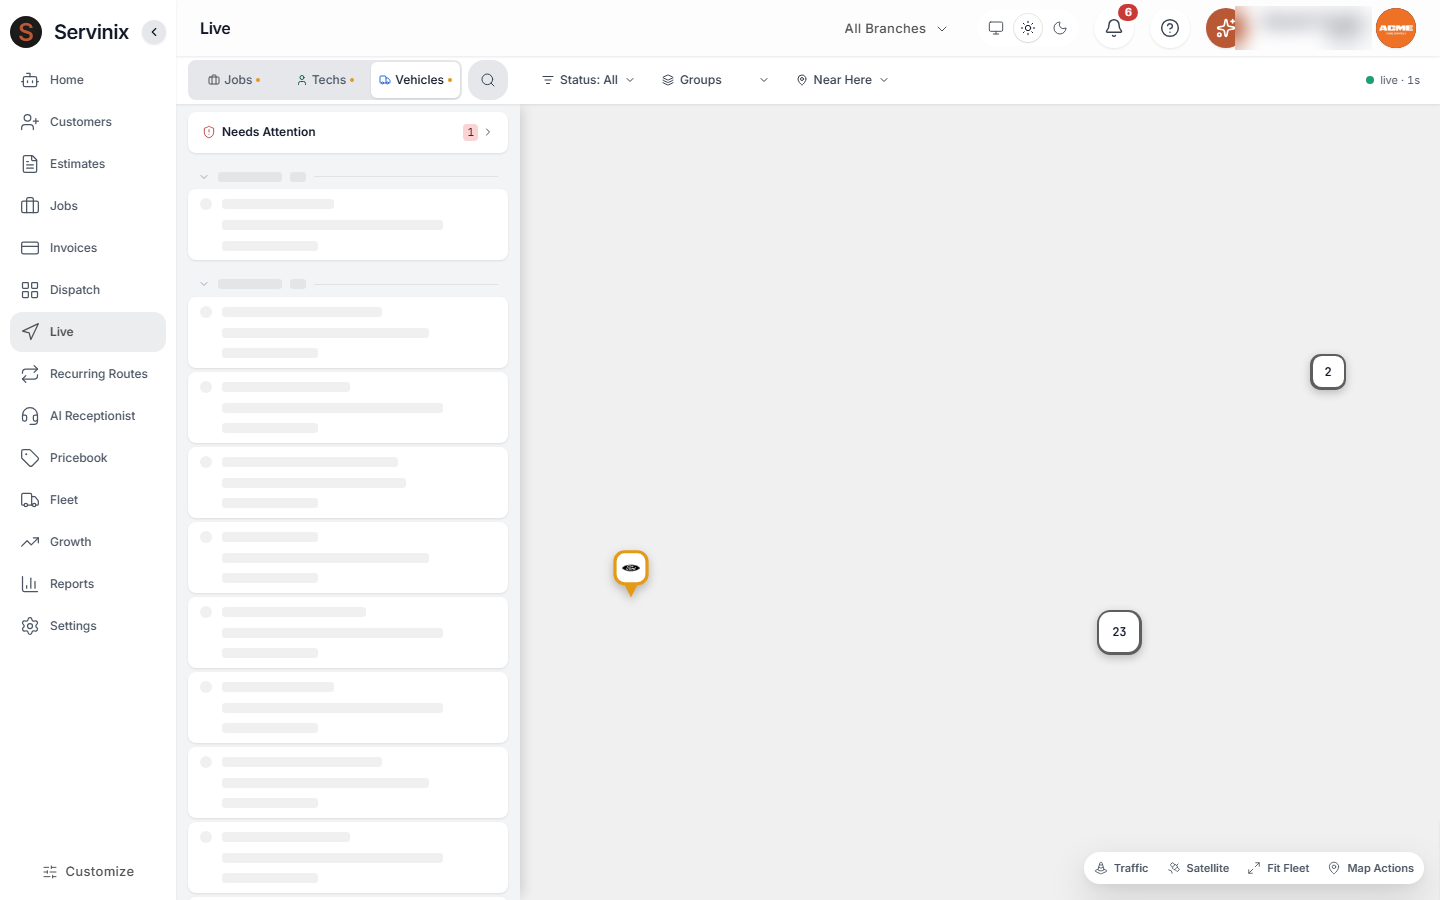 S Servinix
Live
All Branches
6
ACME
Home
Customers
Estimates
Jobs
Invoices
Dispatch
Live
Recurring Routes
AI Receptionist
Pricebook
Fleet
Growth
Reports
Settings
Customize
Jobs
Techs
Vehicles
Status: All
Groups
Near Here
live · 1s
Needs Attention
1
2
Ford
23
Traffic
Satellite
Fit Fleet
Map Actions